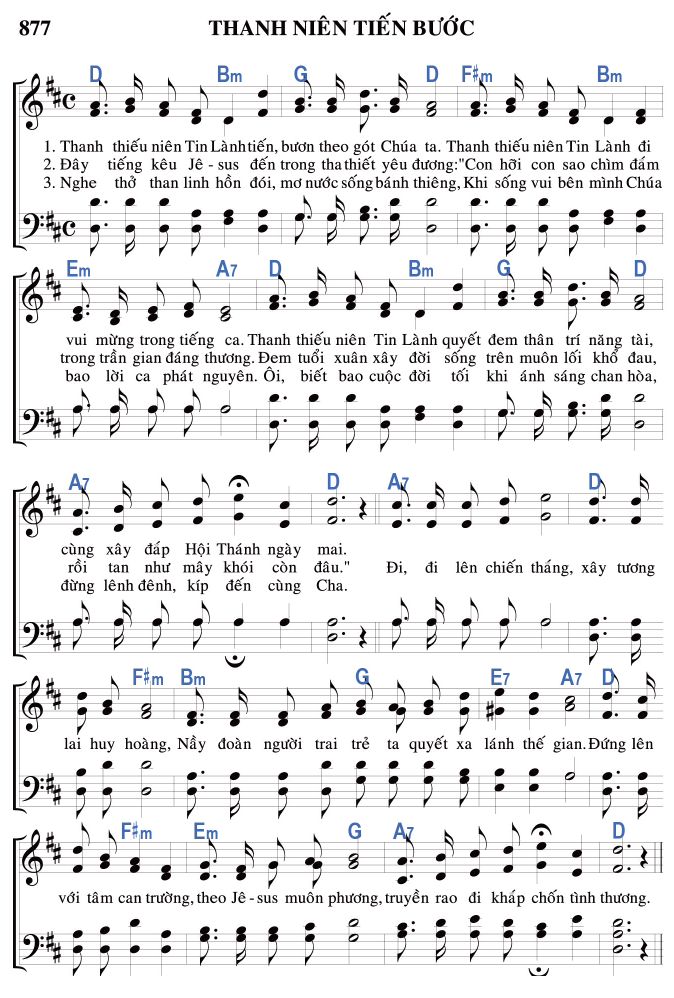 877 THANH NIÊN TIẾN BƯỚC
D Bm G D F#m Bm
1. Thanh thiếu niên Tin Lành tiến, bươn theo gót Chúa ta. Thanh thiếu niên Tin Lành đi
2. Đây tiếng kêu Jê - sus đến trong tha thiết yêu đương:"Con hỡi con sao chìm đấm
3. Nghe thở than linh hồn đói, mơ nước sống bánh thiêng, Khi sống vui bên mình Chúa
Em A7 D Bm G D
vui mừng trong tiếng ca. Thanh thiếu niên Tin Lành quyết đem thân trí năng tài,
trong trần gian đáng thương. Đem tuổi xuân xây đời sống trên muôn lối khổ đau,
bao lời ca phát nguyên. Ôi, biết bao cuộc đời tối khi ánh sáng chan hòa,
A7 D A7 D
cùng xây đắp Hội Thánh ngày mai.
rồi tan như mây khói còn đâu." Đi, đi lên chiến thắng, xây tương
đừng lênh đênh, kíp đến cùng Cha.
F#m Bm G E7 A7 D
lai huy hoàng, Nầy đoàn người trai trẻ ta quyết xa lánh thế gian. Đứng lên
F#m Em G A7 D
với tâm can trường, theo Jê - sus muôn phương, truyền rao đi khắp chốn tình thương.